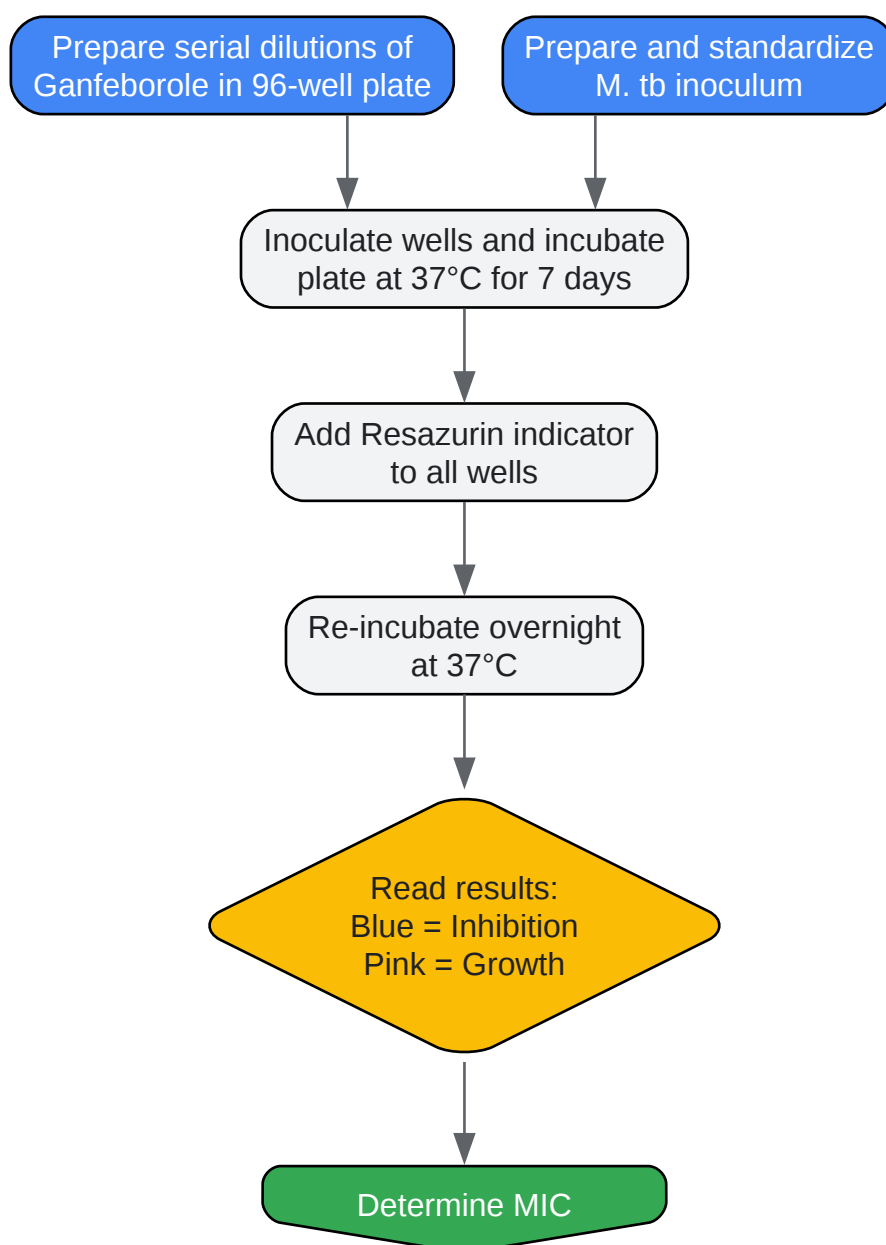 Prepare serial dilutions of
Ganfeborole in 96-well plate
Prepare and standardize
M. tb inoculum
Inoculate wells and incubate
plate at 37°C for 7 days
Add Resazurin indicator
to all wells
Re-incubate overnight
at 37°C
Read results:
Blue = Inhibition
Pink = Growth
Determine MIC